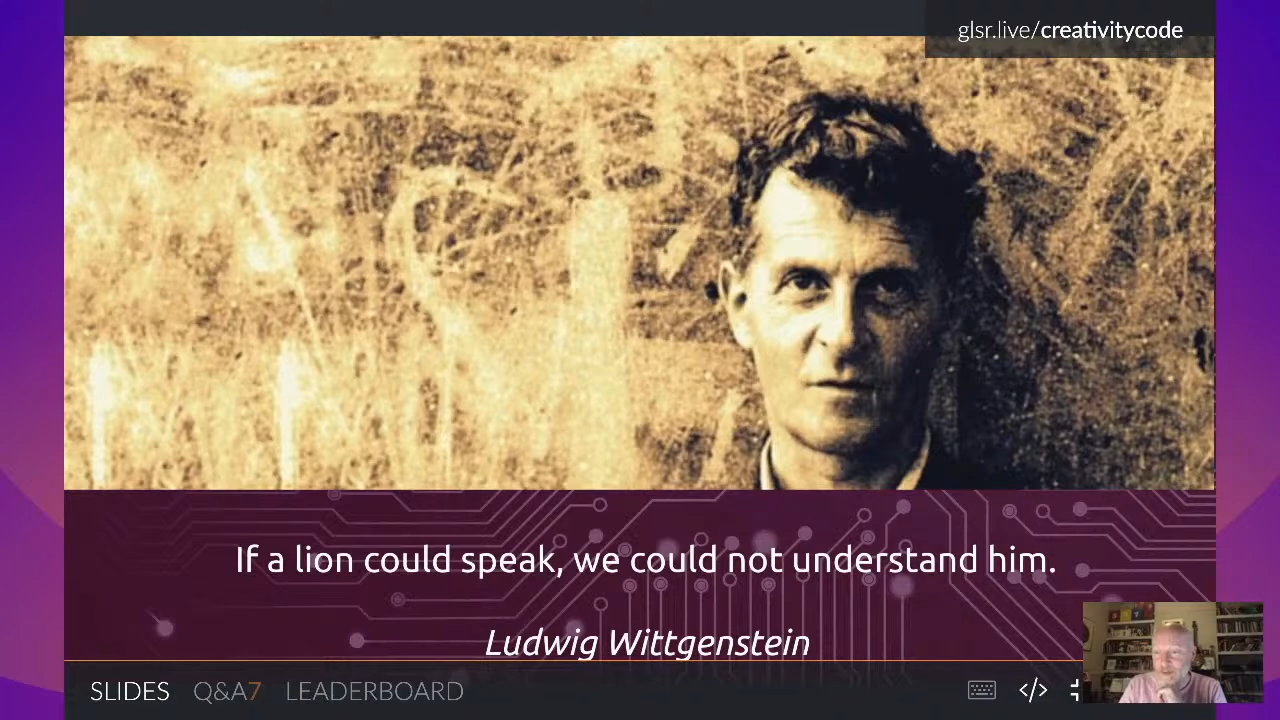 glsr.live/creativitycode
If a lion could speak, we could not understand him.
Ludwig Wittgenstein
SLIDES Q&A7 LEADERBOARD </>